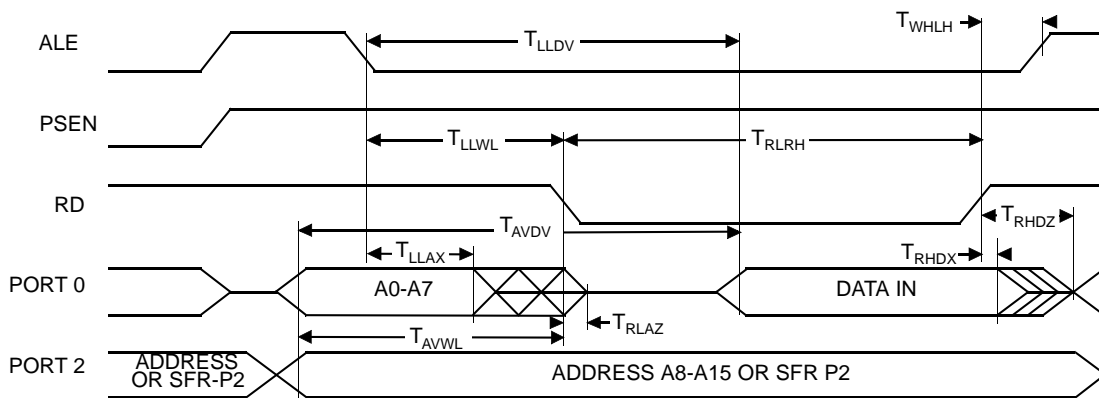 ALE
T_LLDV
T_WHLH
PSEN
T_LLWL
T_RLRH
RD
T_AVDV
T_RHDZ
T_LLAX
T_RHDX
PORT 0
A0-A7
DATA IN
T_RLAZ
T_AVWL
PORT 2
ADDRESS
OR SFR-P2
ADDRESS A8-A15 OR SFR P2